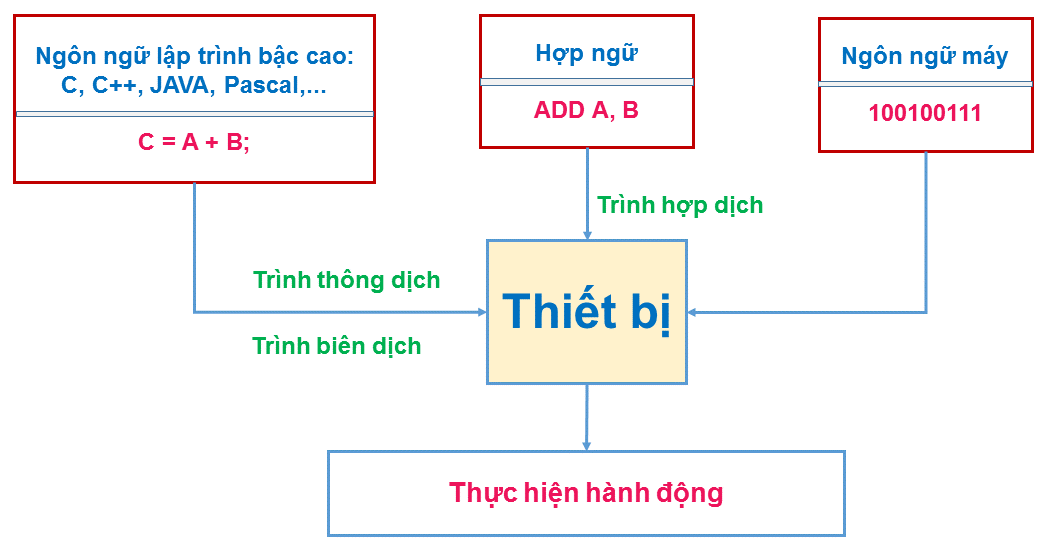 Ngôn ngữ lập trình bậc cao:
C, C++, JAVA, Pascal,...
C = A + B;
Hợp ngữ
ADD A, B
Ngôn ngữ máy
100100111
Trình hợp dịch
Trình thông dịch
Trình biên dịch
Thiết bị
Thực hiện hành động